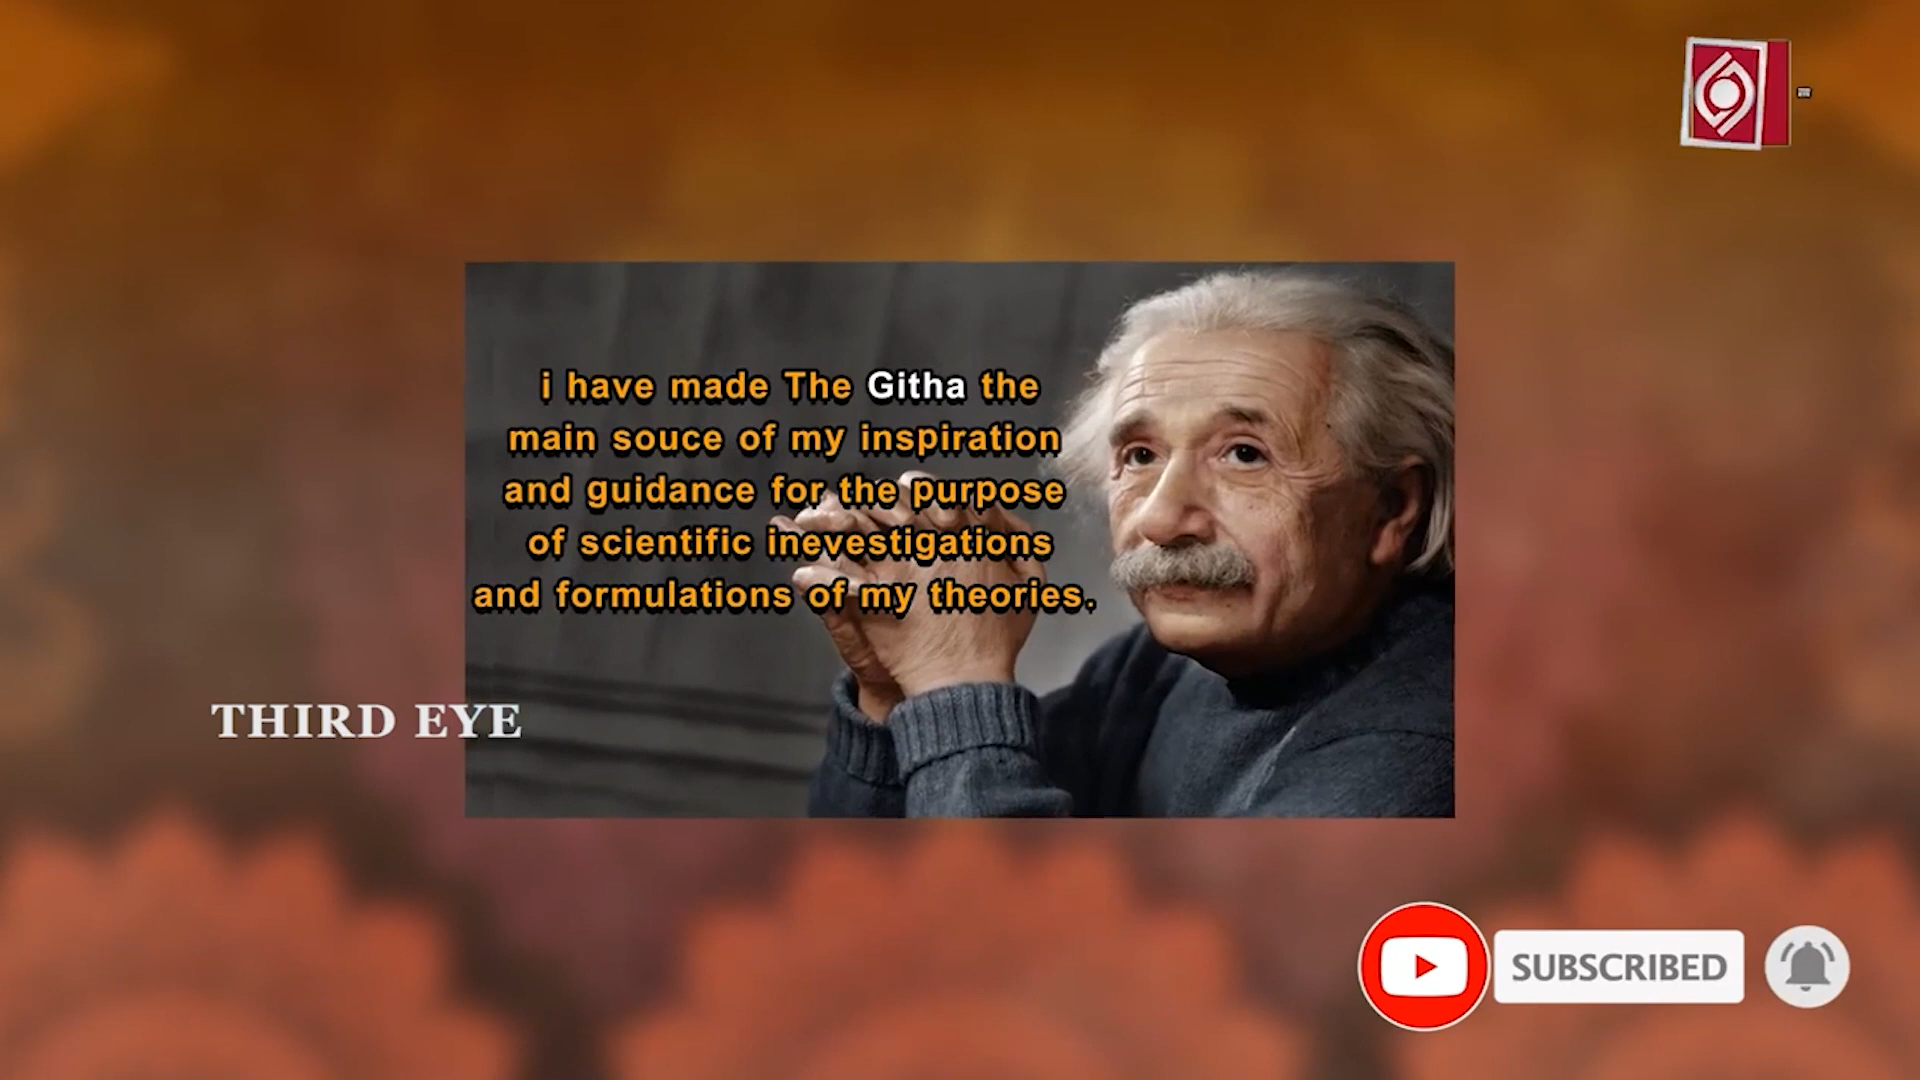 i have made The Githa the
main souce of my inspiration
and guidance for the purpose
of scientific inevestigations
and formulations of my theories.
THIRD EYE
SUBSCRIBED